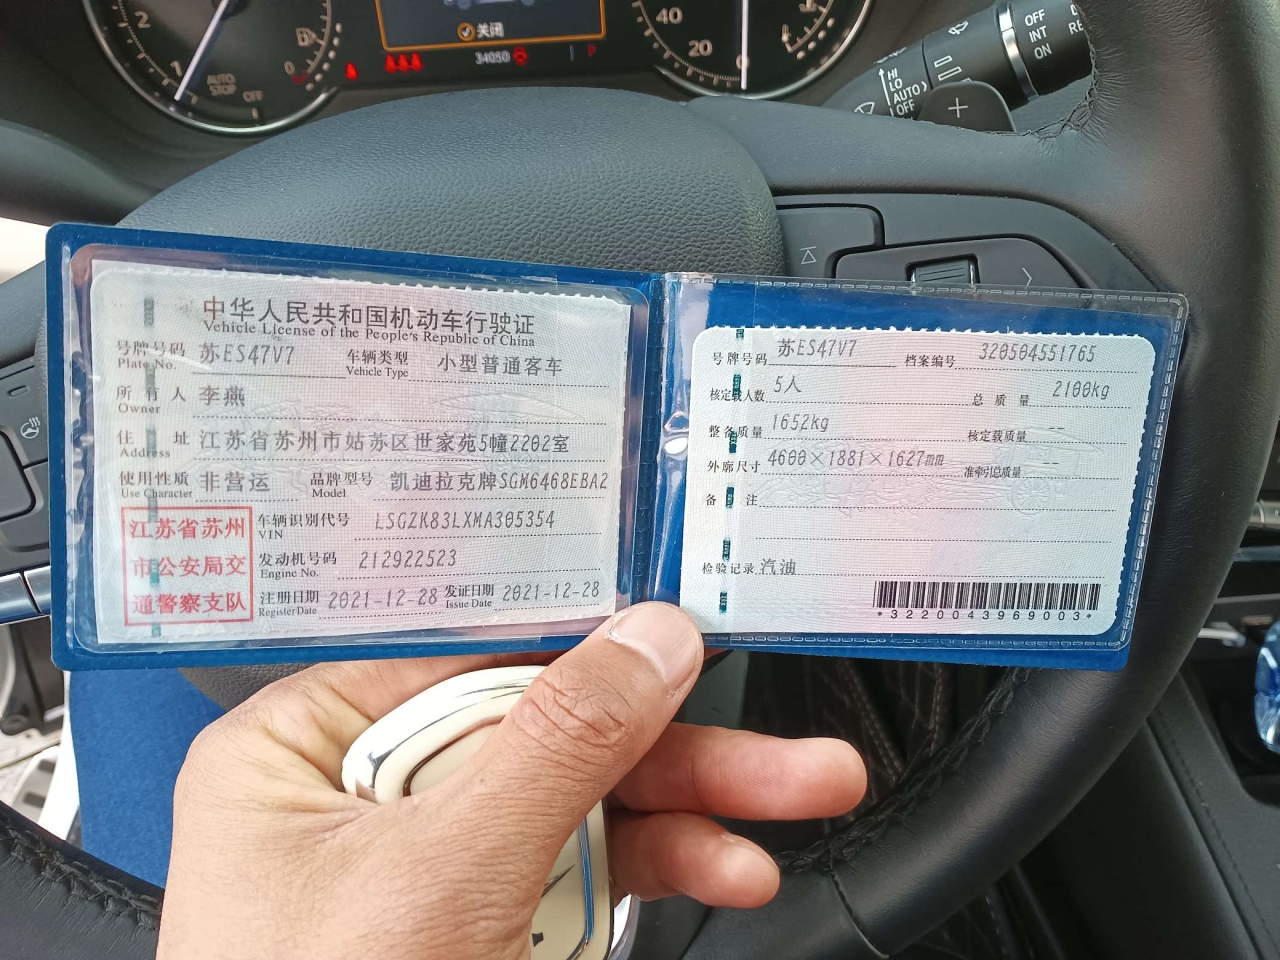 2
1
0
AUTO
STOP
OFF
关闭
34050
P
40
20
0
HI
LO
AUTO
OFF
OFF
INT
ON
+
中华人民共和国机动车行驶证
Vehicle License of the People's Republic of China
号牌号码 苏ES47V7 车辆类型 小型普通客车
Plate No. Vehicle Type
所有人 李燕
Owner
住址 江苏省苏州市姑苏区世家苑5幢2202室
Address
使用性质 非营运 品牌型号 凯迪拉克牌SGM6468EBA2
Use Character Model
江苏省苏州
市公安局交
通警察支队
车辆识别代号 LSGZK83LXMA305354
VIN
发动机号码 212922523
Engine No.
注册日期 2021-12-28 发证日期 2021-12-28
Register Date Issue Date
号牌号码 苏ES47V7 档案编号 320504551765
核定载人数 5人 总质量 2100kg
整备质量 1652kg 核定载质量 --
外廓尺寸 4600×1881×1627mm 准牵引总质量 --
备注
检验记录 汽油
*3220043969003*